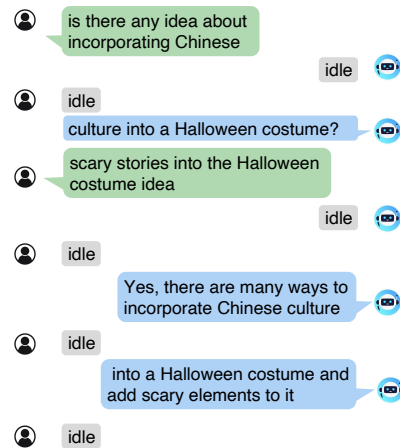 is there any idea about
incorporating Chinese
idle
idle
culture into a Halloween costume?
scary stories into the Halloween
costume idea
idle
idle
Yes, there are many ways to
incorporate Chinese culture
idle
into a Halloween costume and
add scary elements to it
idle